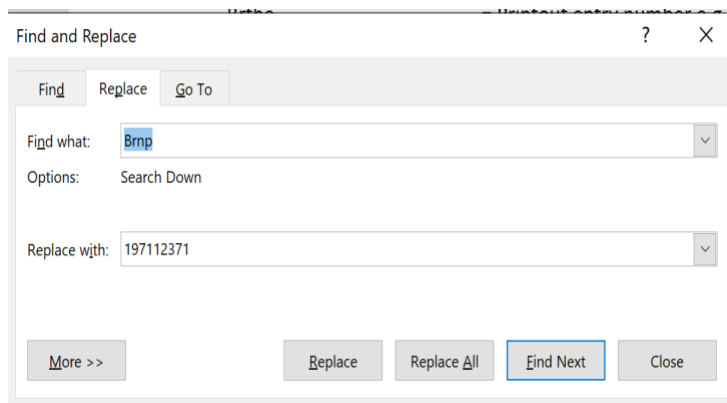 Find and Replace ? X
Find Replace Go To
Find what: Brnp
Options: Search Down
Replace with: 197112371
More >> Replace Replace All Find Next Close